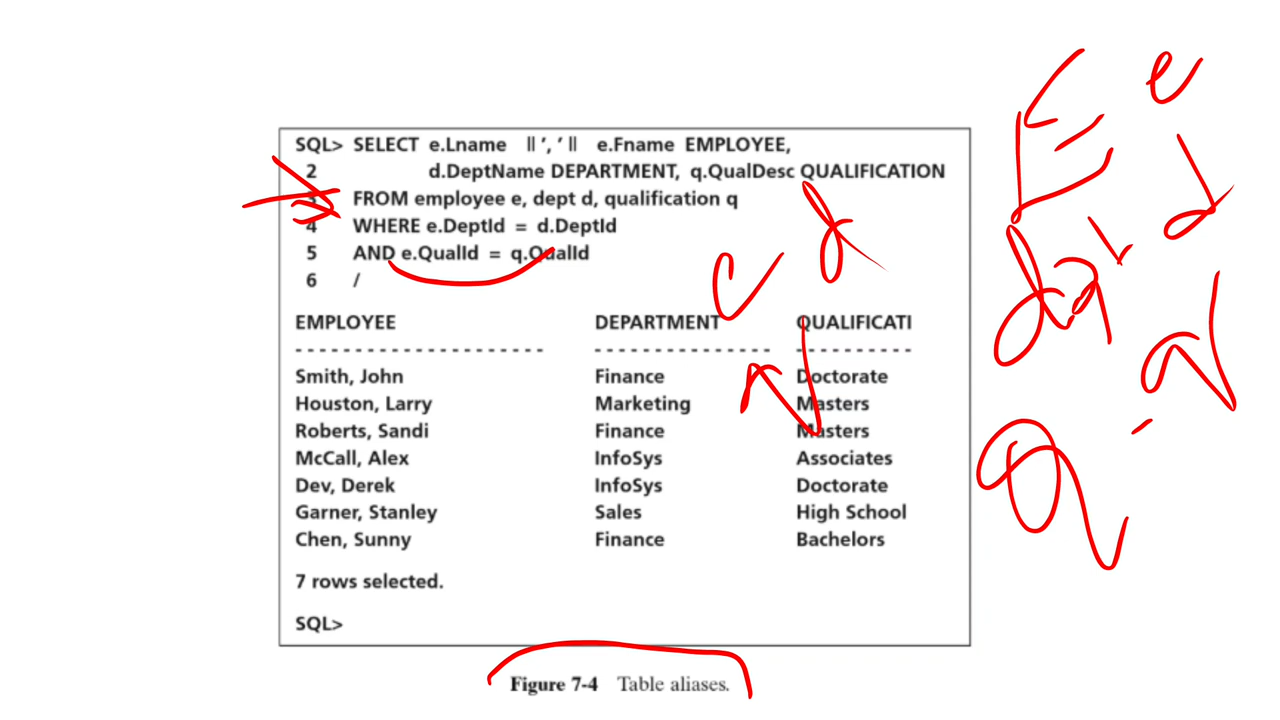 SQL> SELECT e.Lname || ', ' || e.Fname EMPLOYEE,
2 d.DeptName DEPARTMENT, q.QualDesc QUALIFICATION
3 FROM employee e, dept d, qualification q
4 WHERE e.DeptId = d.DeptId
5 AND e.QualId = q.QualId
6 /
EMPLOYEE DEPARTMENT QUALIFICATI
- - - - - - - - - - - - - - - - - - - - - - - - - - - - - - - - - - - - - - - - - - - - -
Smith, John Finance Doctorate
Houston, Larry Marketing Masters
Roberts, Sandi Finance Masters
McCall, Alex InfoSys Associates
Dev, Derek InfoSys Doctorate
Garner, Stanley Sales High School
Chen, Sunny Finance Bachelors
7 rows selected.
SQL>
Figure 7-4 Table aliases.
E e
d
q